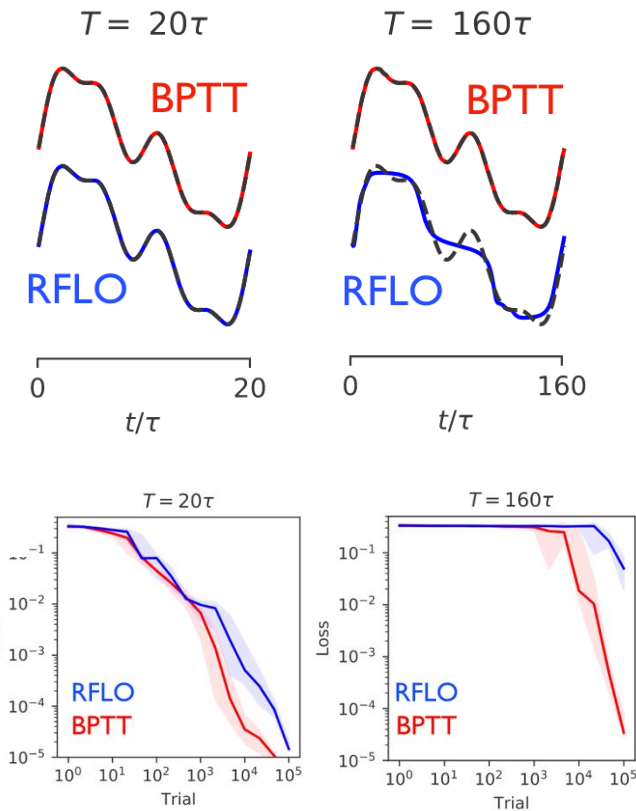 T = 20τ
T = 160τ
BPTT
BPTT
RFLO
RFLO
0
20
0
160
t/τ
t/τ
T = 20τ
T = 160τ
10⁻²
10⁻³
10⁻⁴
10⁻⁵
RFLO
BPTT
10⁰
10¹
10²
10³
10⁴
10⁵
Trial
Loss
10⁻¹
10⁻²
10⁻³
10⁻⁴
10⁻⁵
RFLO
BPTT
10⁰
10¹
10²
10³
10⁴
10⁵
Trial